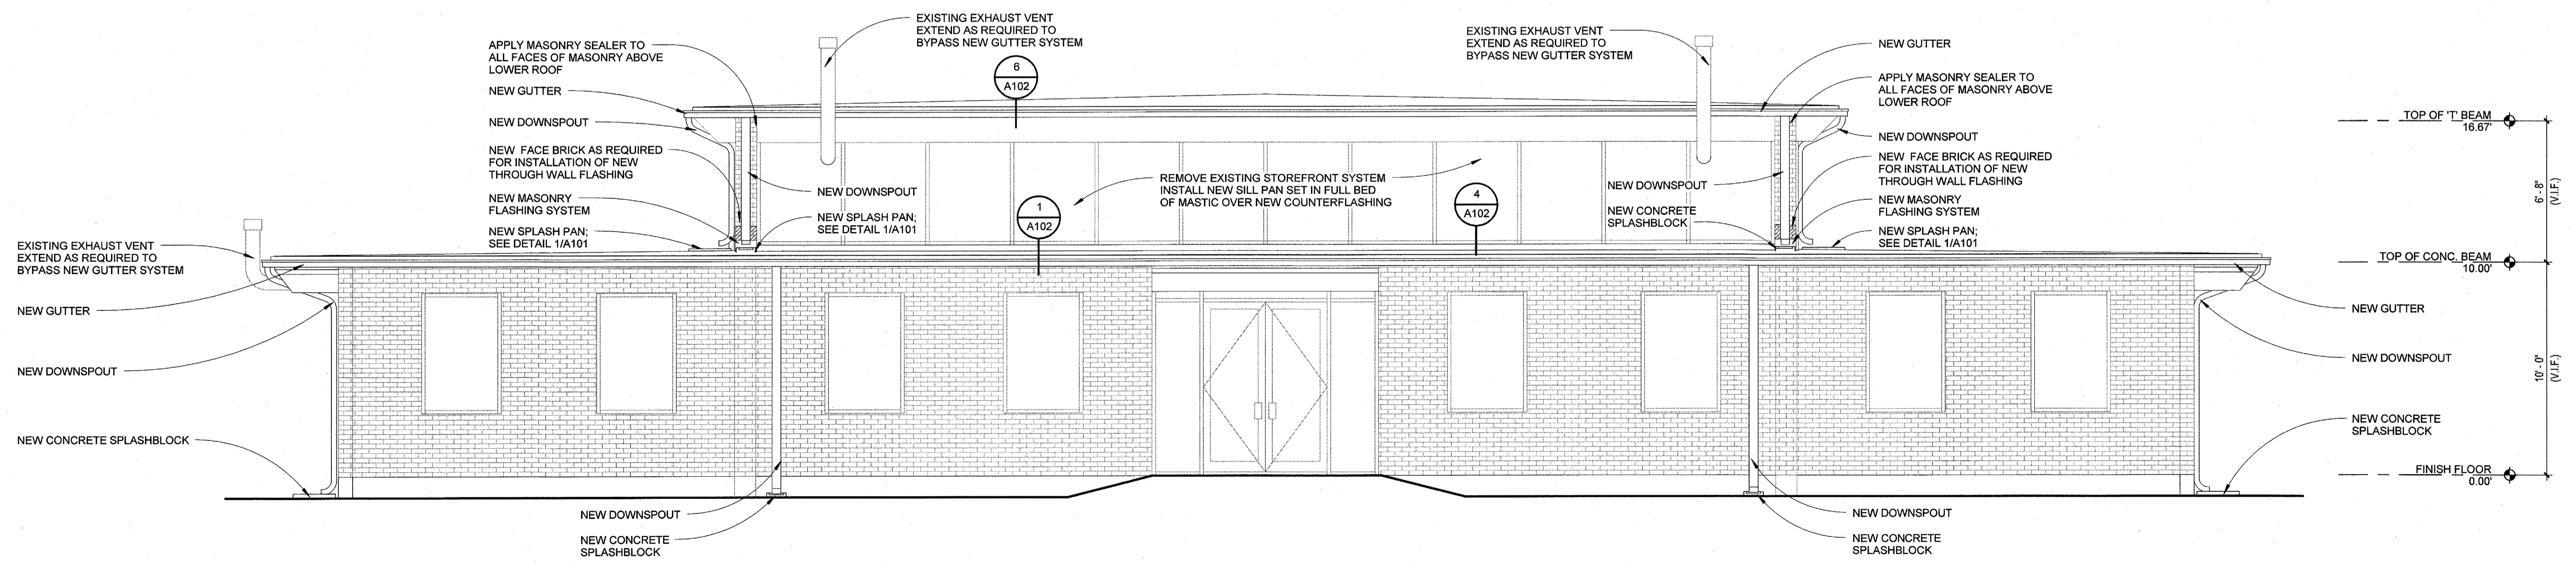 EXISTING EXHAUST VENT
EXTEND AS REQUIRED TO
BYPASS NEW GUTTER SYSTEM
APPLY MASONRY SEALER TO
ALL FACES OF MASONRY ABOVE
LOWER ROOF
NEW GUTTER
NEW DOWNSPOUT
NEW FACE BRICK AS REQUIRED
FOR INSTALLATION OF NEW
THROUGH WALL FLASHING
NEW MASONRY
FLASHING SYSTEM
NEW SPLASH PAN;
SEE DETAIL 1/A101
6
A102
NEW DOWNSPOUT
NEW SPLASH PAN;
SEE DETAIL 1/A101
1
A102
REMOVE EXISTING STOREFRONT SYSTEM
INSTALL NEW SILL PAN SET IN FULL BED
OF MASTIC OVER NEW COUNTERFLASHING
4
A102
EXISTING EXHAUST VENT
EXTEND AS REQUIRED TO
BYPASS NEW GUTTER SYSTEM
NEW DOWNSPOUT
NEW CONCRETE
SPLASHBLOCK
NEW GUTTER
APPLY MASONRY SEALER TO
ALL FACES OF MASONRY ABOVE
LOWER ROOF
NEW DOWNSPOUT
NEW FACE BRICK AS REQUIRED
FOR INSTALLATION OF NEW
THROUGH WALL FLASHING
NEW MASONRY
FLASHING SYSTEM
NEW SPLASH PAN;
SEE DETAIL 1/A101
TOP OF 'T' BEAM
16.67'
6'- 8"
(V.I.F.)
TOP OF CONC. BEAM
10.00'
10'- 0"
(V.I.F.)
FINISH FLOOR
0.00'
EXISTING EXHAUST VENT
EXTEND AS REQUIRED TO
BYPASS NEW GUTTER SYSTEM
NEW GUTTER
NEW DOWNSPOUT
NEW CONCRETE SPLASHBLOCK
NEW DOWNSPOUT
NEW CONCRETE
SPLASHBLOCK
NEW DOWNSPOUT
NEW CONCRETE
SPLASHBLOCK
NEW GUTTER
NEW DOWNSPOUT
NEW CONCRETE
SPLASHBLOCK